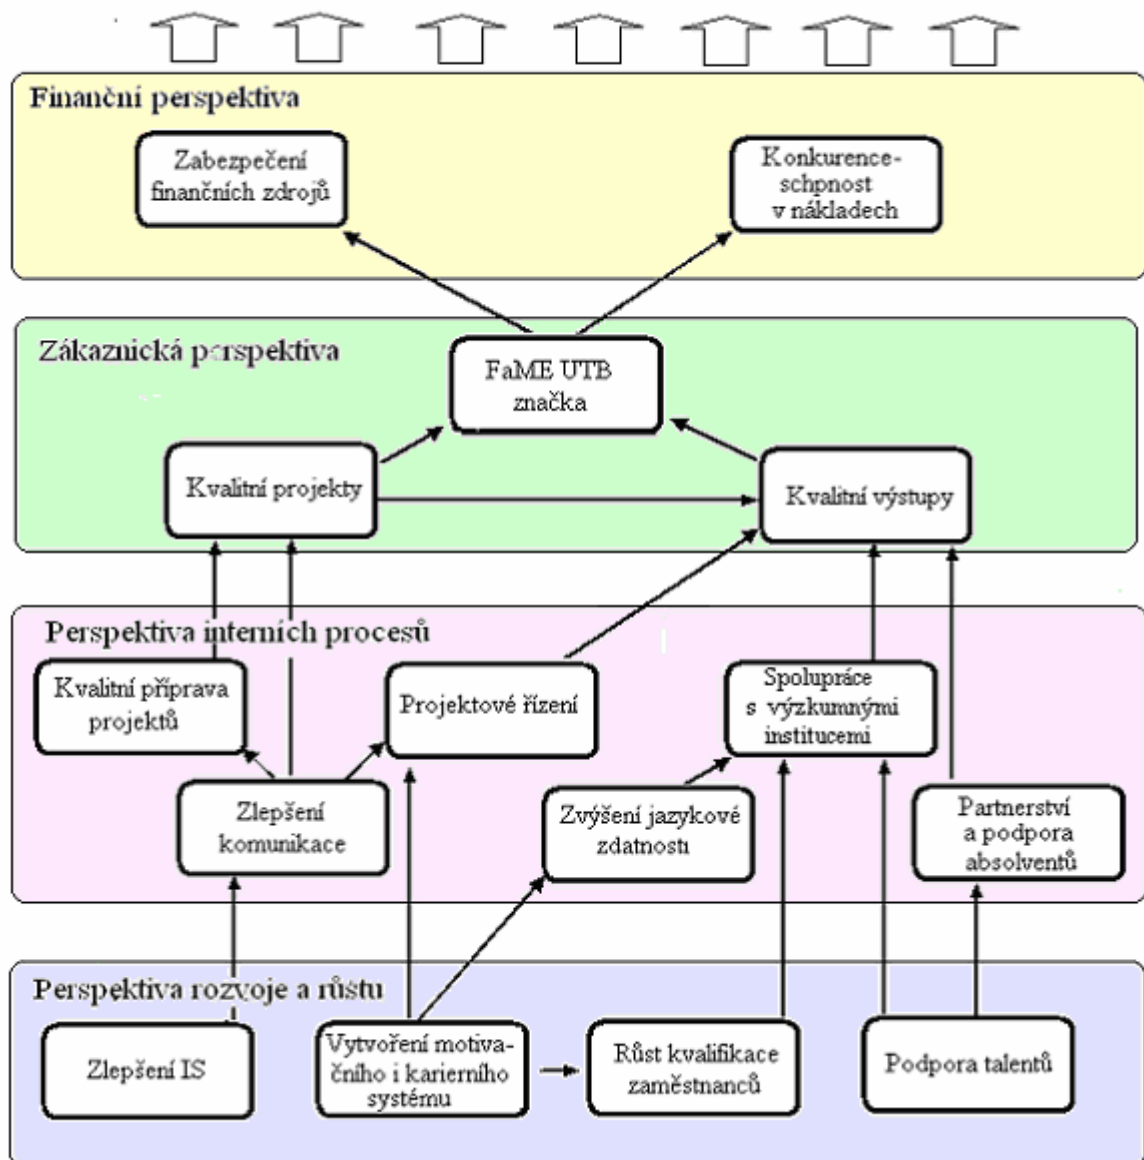 Finanční perspektiva
Zabezpečení
finančních zdrojů
Konkurence-
schpnost
v nákladech
Zákaznická perspektiva
FaME UTB
značka
Kvalitní projekty
Kvalitní výstupy
Perspektiva interních procesů
Kvalitní příprava
projektů
Projektové řízení
Spolupráce
s výzkumnými
institucemi
Zlepšení
komunikace
Zvýšení jazykové
zdatnosti
Partnerství
a podpora
absolventů
Perspektiva rozvoje a růstu
Zlepšení IS
Vytvoření motiva-
čního i karierního
systému
Růst kvalifikace
zaměstnanců
Podpora talentů